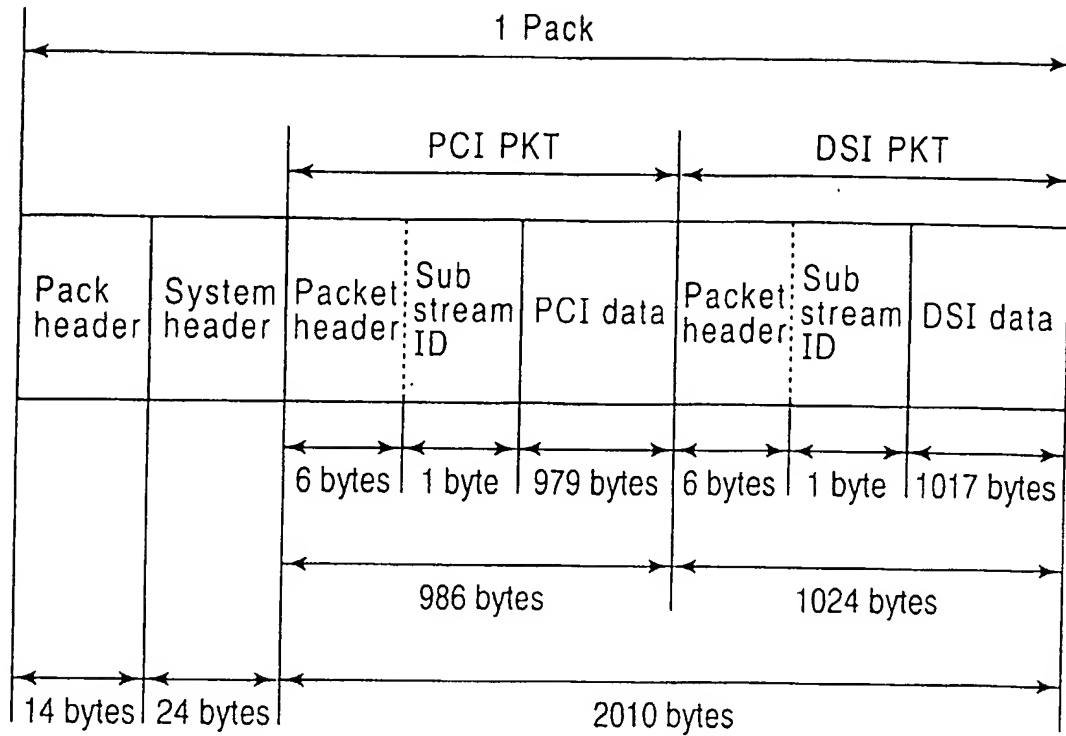 1 Pack
PCI PKT
DSI PKT
Pack
header
System
header
Packet
header
Sub
stream
ID
PCI data
Packet
header
Sub
stream
ID
DSI data
6 bytes
1 byte
979 bytes
6 bytes
1 byte
1017 bytes
986 bytes
1024 bytes
14 bytes
24 bytes
2010 bytes